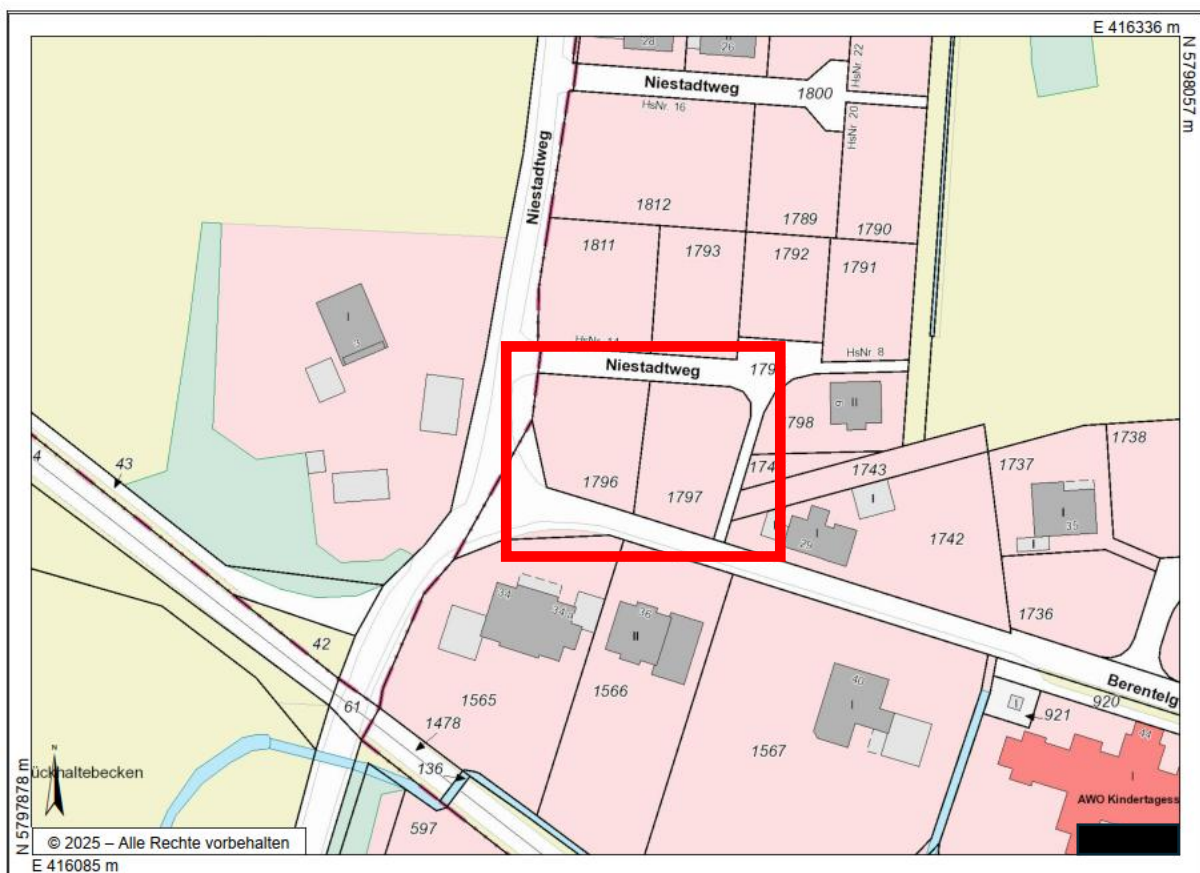 E 416336 m
N 5798057 m
28
26
Niestadtweg
1800
HsNr. 22
HsNr. 16
HsNr. 20
Niestadtweg
1812
1789
1790
1811
1793
1792
1791
I
3
HsNr. 8
Niestadtweg
6
II
1738
43
4
1796
1797
1743
1737
I
I
29
I
35
I
1742
1736
34
34 a
36
II
42
1565
1566
40
I
61
1478
1567
Berentelg
920
921
44
I
136
AWO Kindertagess
ückhaltebecken
N
597
N 5797878 m
© 2025 – Alle Rechte vorbehalten
E 416085 m